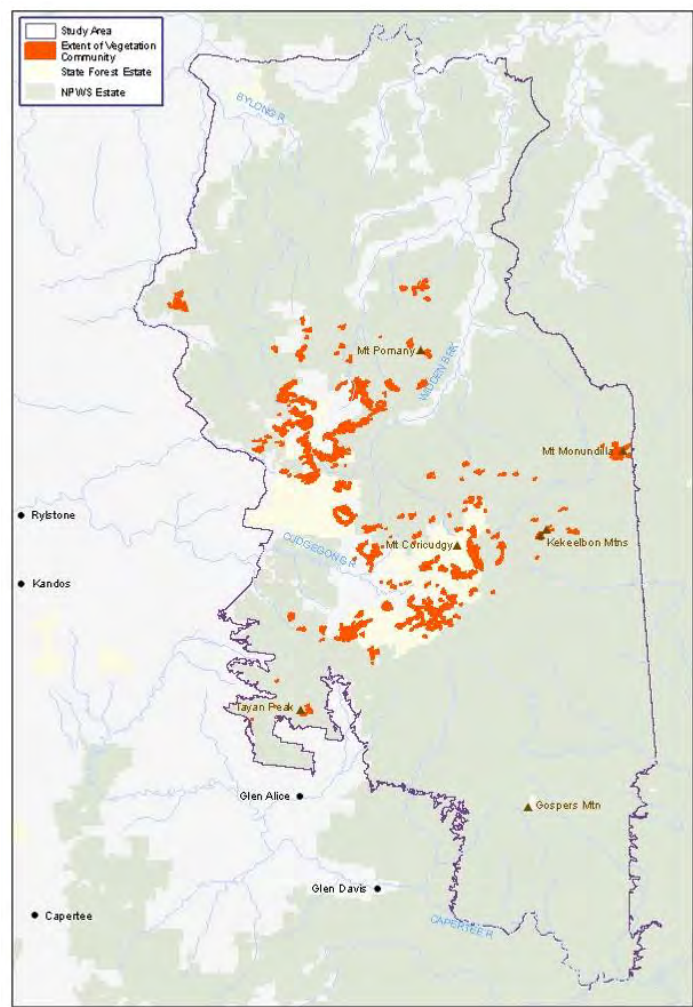 Study Area
Extent of Vegetation
Community
State Forest Estate
NPWS Estate
BYLONG R
Mt Pomany
WIDDEN BRK
Mt Monundilla
Rylstone
CUDGEGONG R
Mt Coricudgy
Kekeelbon Mtns
Kandos
Tayan Peak
Glen Alice
Gospers Mtn
Glen Davis
Capertee
CAPERTEE R